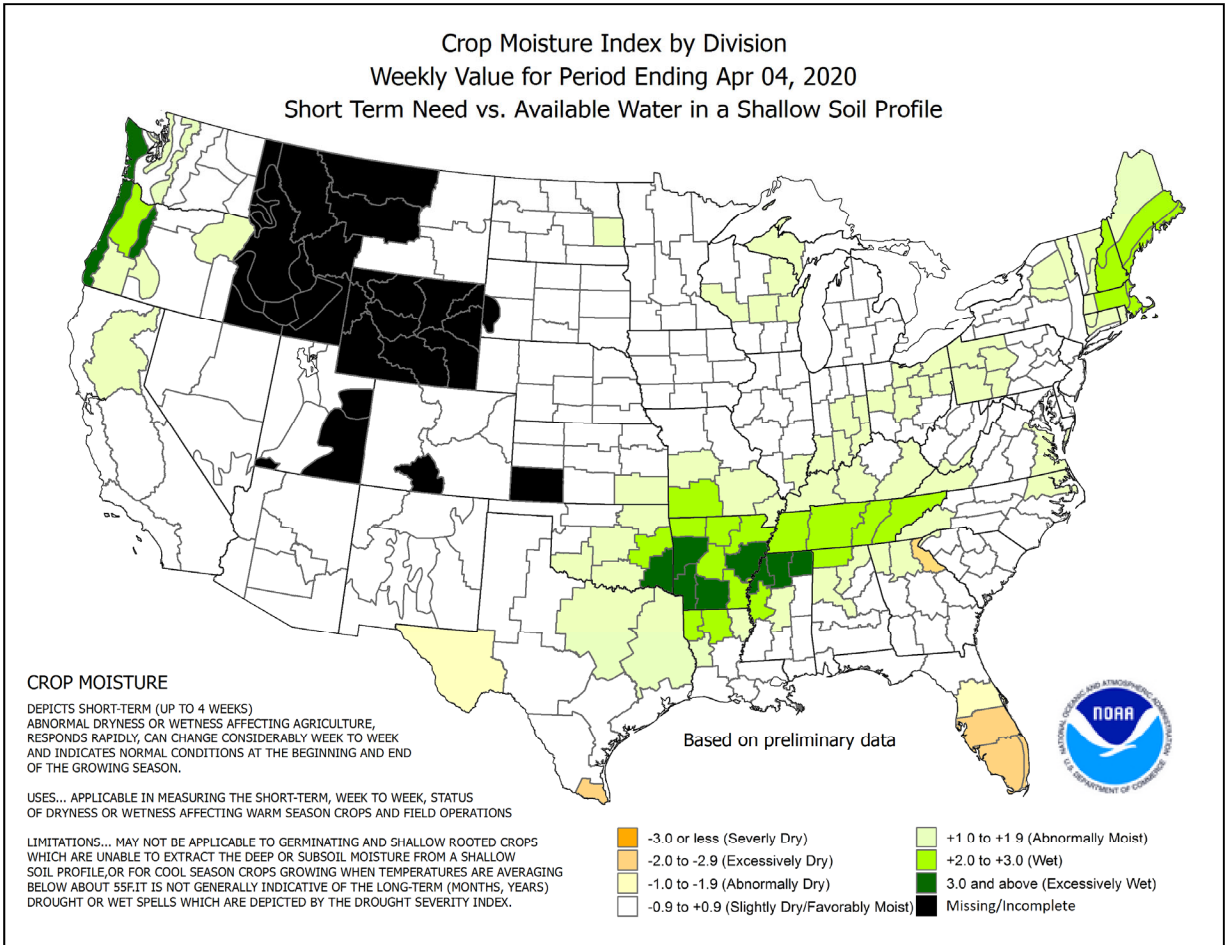 Crop Moisture Index by Division
Weekly Value for Period Ending Apr 04, 2020
Short Term Need vs. Available Water in a Shallow Soil Profile
CROP MOISTURE
DEPICTS SHORT-TERM (UP TO 4 WEEKS)
ABNORMAL DRYNESS OR WETNESS AFFECTING AGRICULTURE,
RESPONDS RAPIDLY, CAN CHANGE CONSIDERABLY WEEK TO WEEK
AND INDICATES NORMAL CONDITIONS AT THE BEGINNING AND END
OF THE GROWING SEASON.
USES... APPLICABLE IN MEASURING THE SHORT-TERM, WEEK TO WEEK, STATUS
OF DRYNESS OR WETNESS AFFECTING WARM SEASON CROPS AND FIELD OPERATIONS
LIMITATIONS... MAY NOT BE APPLICABLE TO GERMINATING AND SHALLOW ROOTED CROPS
WHICH ARE UNABLE TO EXTRACT THE DEEP OR SUBSOIL MOISTURE FROM A SHALLOW
SOIL PROFILE,OR FOR COOL SEASON CROPS GROWING WHEN TEMPERATURES ARE AVERAGING
BELOW ABOUT 55F.IT IS NOT GENERALLY INDICATIVE OF THE LONG-TERM (MONTHS, YEARS)
DROUGHT OR WET SPELLS WHICH ARE DEPICTED BY THE DROUGHT SEVERITY INDEX.
Based on preliminary data
NATIONAL OCEANIC AND ATMOSPHERIC ADMINISTRATION
NOAA
U.S. DEPARTMENT OF COMMERCE
-3.0 or less (Severly Dry)
-2.0 to -2.9 (Excessively Dry)
-1.0 to -1.9 (Abnormally Dry)
-0.9 to +0.9 (Slightly Dry/Favorably Moist)
+1.0 to +1.9 (Abnormally Moist)
+2.0 to +3.0 (Wet)
3.0 and above (Excessively Wet)
Missing/Incomplete